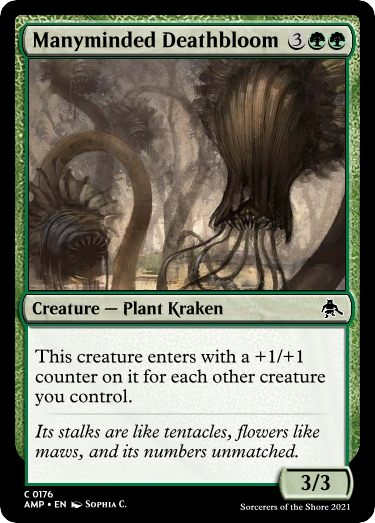 Manyminded Deathbloom 3
Creature — Plant Kraken
This creature enters with a +1/+1
counter on it for each other creature
you control.
Its stalks are like tentacles, flowers like
maws, and its numbers unmatched.
3/3
C 0176
AMP • EN Sophia C.
Sorcerers of the Shore 2021